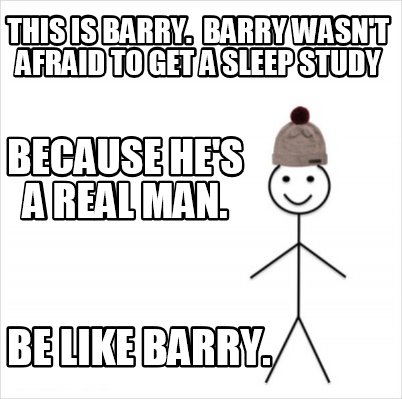 THIS IS BARRY.  BARRY WASN'T
AFRAID TO GET A SLEEP STUDY
BECAUSE HE'S
A REAL MAN.
BE LIKE BARRY.